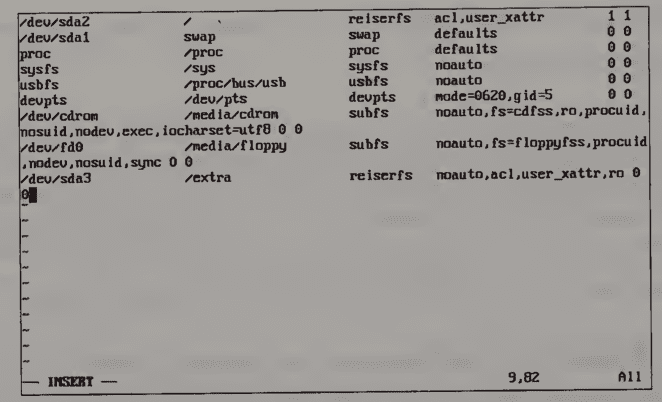 /dev/sda2 / reiserfs acl,user_xattr 1 1
/dev/sda1 swap swap defaults 0 0
proc /proc proc defaults 0 0
sysfs /sys sysfs noauto 0 0
usbfs /proc/bus/usb usbfs noauto 0 0
devpts /dev/pts devpts mode=0620,gid=5 0 0
/dev/cdrom /media/cdrom subfs noauto,fs=cdfss,ro,procuid,
nosuid,nodev,exec,iocharset=utf8 0 0
/dev/fd0 /media/floppy subfs noauto,fs=floppyfss,procuid
,nodev,nosuid,sync 0 0
/dev/sda3 /extra reiserfs noauto,acl,user_xattr,ro 0
0
~
~
~
~
~
~
~
~
~
~
~
-- INSERT -- 9,82 All